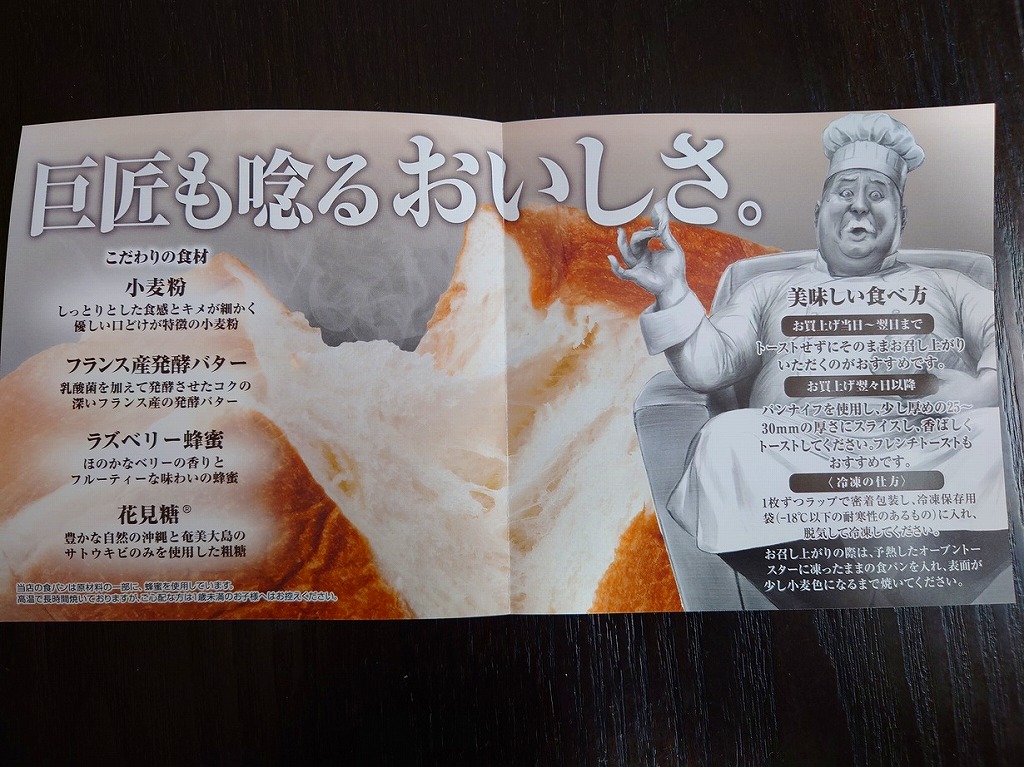 巨匠も唸るおいしさ。
こだわりの食材
小麦粉
しっとりとした食感とキメが細かく
優しい口どけが特徴の小麦粉
フランス産発酵バター
乳酸菌を加えて発酵させたコクの
深いフランス産の発酵バター
ラズベリー蜂蜜
ほのかなベリーの香りと
フルーティーな味わいの蜂蜜
花見糖®
豊かな自然の沖縄と奄美大島の
サトウキビのみを使用した粗糖
当店の食パンは原材料の一部に、蜂蜜を使用しています。
高温で長時間焼いておりますが、ご心配な方は1歳未満のお子様へはお控えください。
美味しい食べ方
お買上げ当日～翌日まで
トーストせずにそのままお召し上がり
いただくのがおすすめです。
お買上げ翌々日以降
パンナイフを使用し、少し厚めの25～
30mmの厚さにスライスし、香ばしく
トーストしてください。フレンチトーストも
おすすめです。
〈 冷凍の仕方 〉
1枚ずつラップで密着包装し、冷凍保存用
袋(-18℃以下の耐寒性のあるもの)に入れ、
脱気して冷凍してください。
お召し上がりの際は、予熱したオーブントー
スターに凍ったままの食パンを入れ、表面が
少し小麦色になるまで焼いてください。